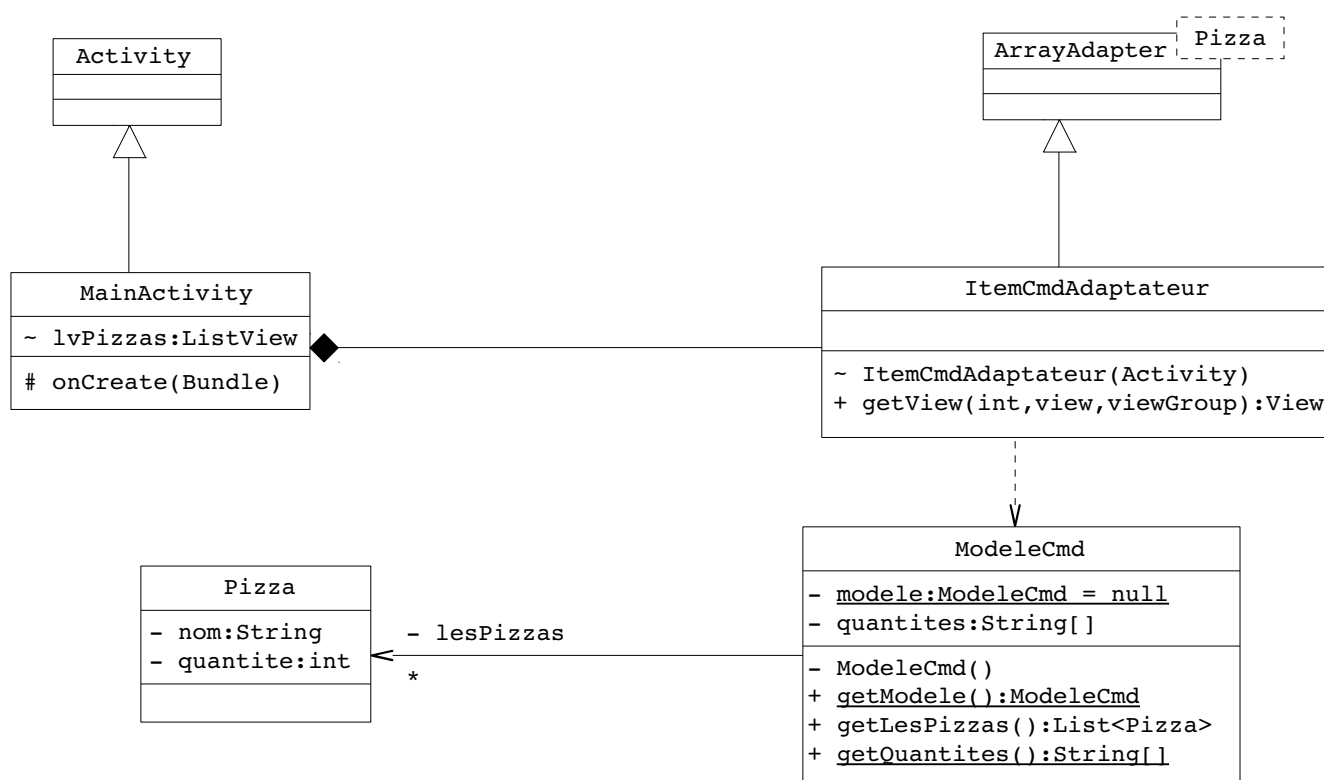 Activity
ArrayAdapter
Pizza
MainActivity
~ lvPizzas:ListView
# onCreate(Bundle)
ItemCmdAdaptateur
~ ItemCmdAdaptateur(Activity)
+ getView(int,view,viewGroup):View
Pizza
- nom:String
- quantite:int
- lesPizzas
*
ModeleCmd
- modele:ModeleCmd = null
- quantites:String[]
- ModeleCmd()
+ getModele():ModeleCmd
+ getLesPizzas():List<Pizza>
+ getQuantites():String[]